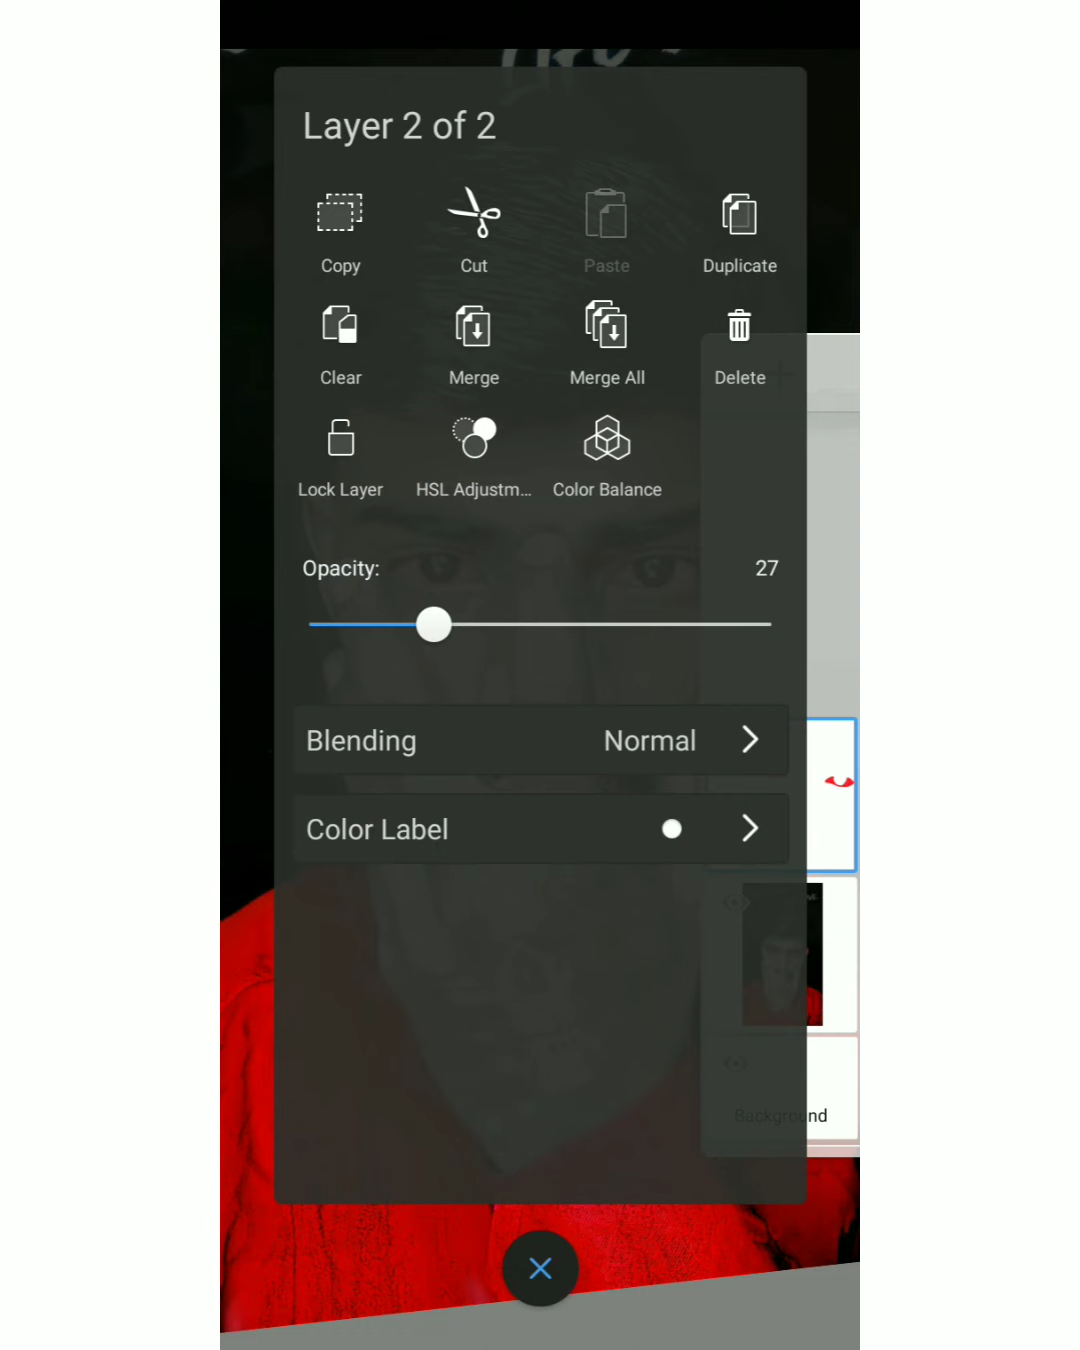 Layer 2 of 2
Copy Cut Paste Duplicate
Clear Merge Merge All Delete
Lock Layer HSL Adjustm... Color Balance
Opacity: 27
Blending Normal
Color Label
Background